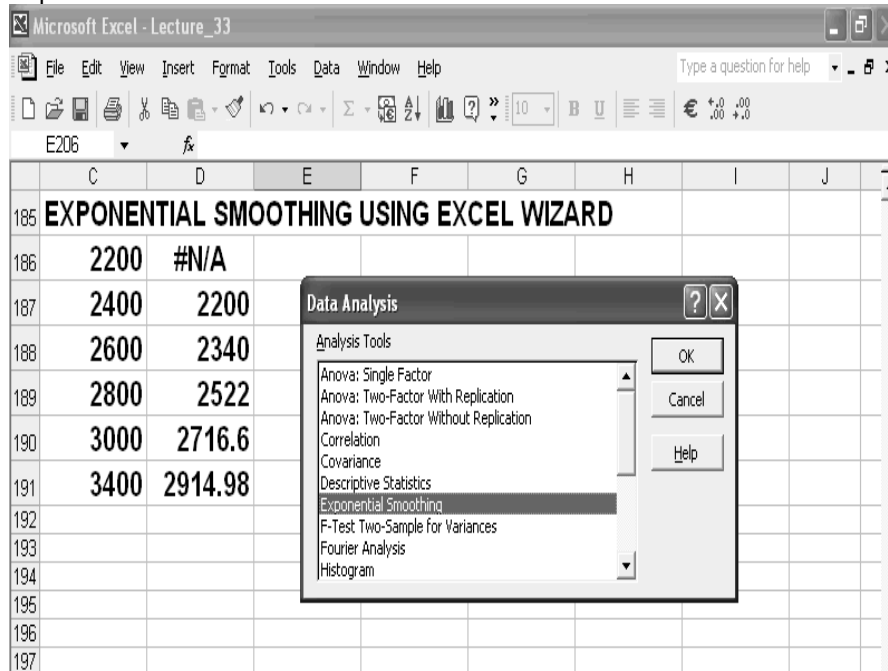 Microsoft Excel - Lecture_33
File Edit View Insert Format Tools Data Window Help
Type a question for help
10 B U €
E206 fx
C D E F G H I J
185 EXPONENTIAL SMOOTHING USING EXCEL WIZARD
186 2200 #N/A
187 2400 2200
188 2600 2340
189 2800 2522
190 3000 2716.6
191 3400 2914.98
192
193
194
195
196
197
Data Analysis
Analysis Tools
Anova: Single Factor
Anova: Two-Factor With Replication
Anova: Two-Factor Without Replication
Correlation
Covariance
Descriptive Statistics
Exponential Smoothing
F-Test Two-Sample for Variances
Fourier Analysis
Histogram
OK
Cancel
Help